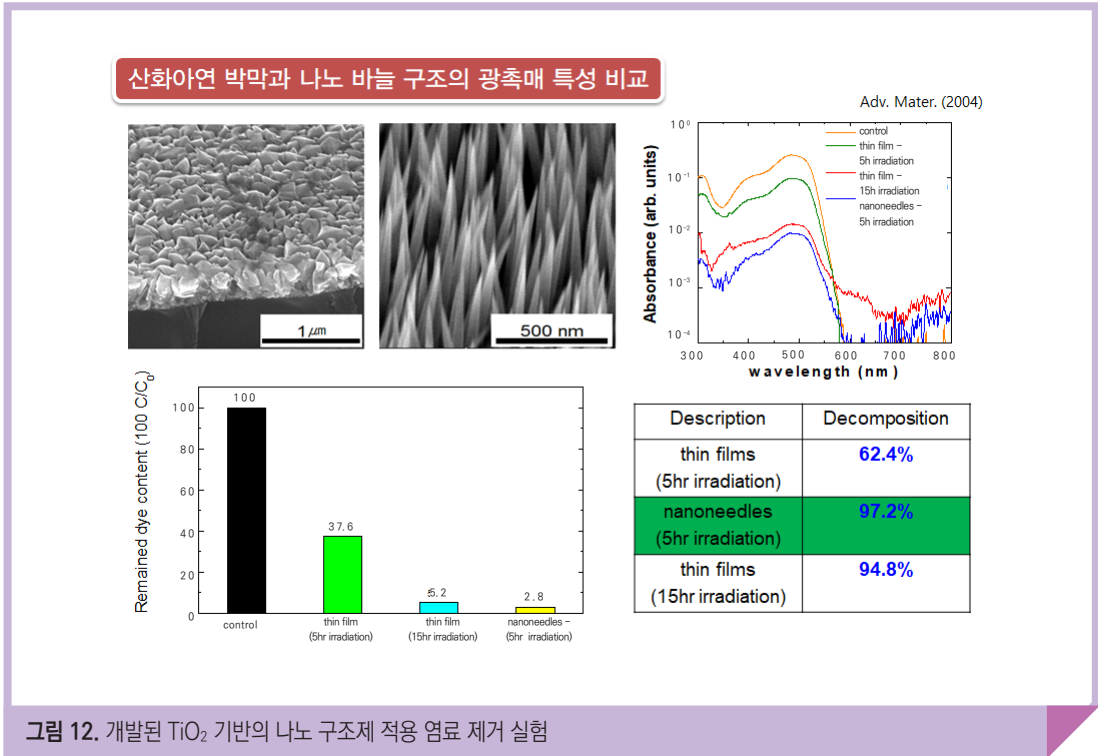 산화아연 박막과 나노 바늘 구조의 광촉매 특성 비교
Adv. Mater. (2004)
1㎛
500 nm
Absorbance (arb. units)
10⁰
10⁻¹
10⁻²
10⁻³
10⁻⁴
control
thin film –
5h irradiation
thin film –
15h irradiation
nanoneedles –
5h irradiation
300 400 500 600 700 800
wavelength (nm)
Remained dye content (100 C/C₀)
100
80
60
40
20
0
100
37.6
5.2
2.8
control
thin film
(5hr irradiation)
thin film
(15hr irradiation)
nanoneedles –
(5hr irradiation)
Description Decomposition
thin films
(5hr irradiation)
62.4%
nanoneedles
(5hr irradiation)
97.2%
thin films
(15hr irradiation)
94.8%
그림 12. 개발된 TiO₂ 기반의 나노 구조제 적용 염료 제거 실험